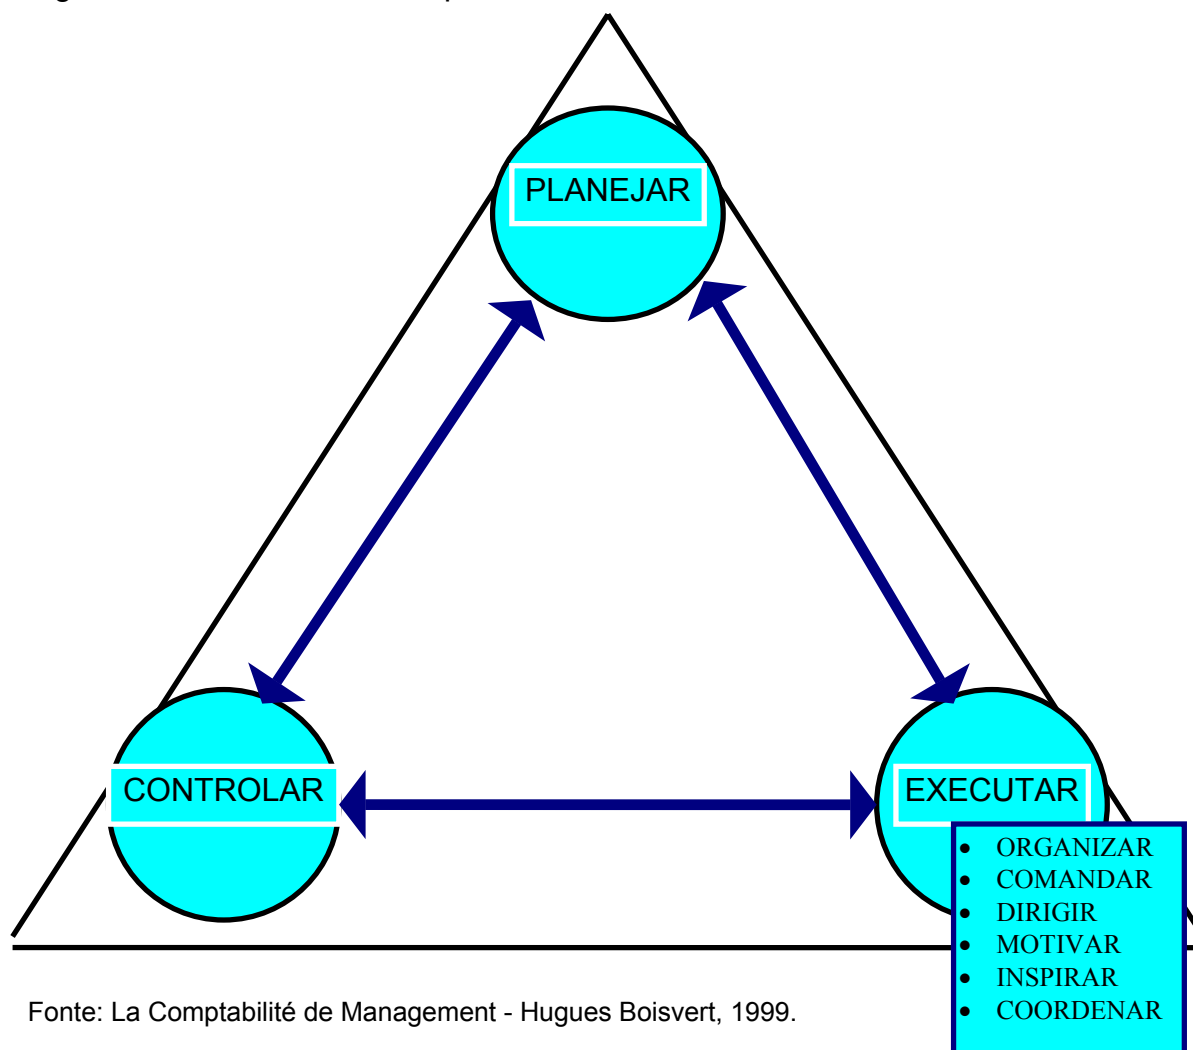 PLANEJAR
CONTROLAR
EXECUTAR
• ORGANIZAR
• COMANDAR
• DIRIGIR
• MOTIVAR
• INSPIRAR
• COORDENAR
Fonte: La Comptabilité de Management - Hugues Boisvert, 1999.